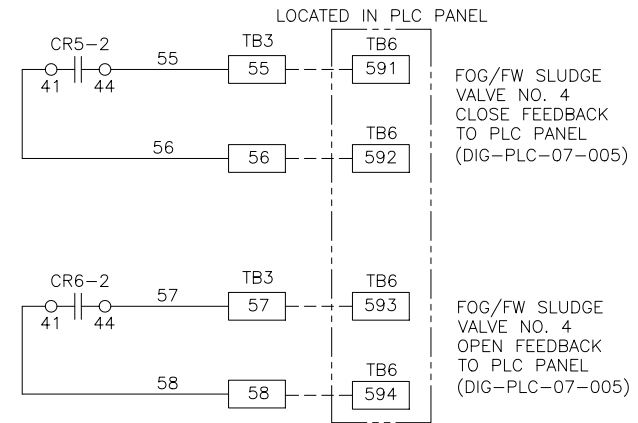 LOCATED IN PLC PANEL
CR5-2
55
TB3
TB6
41
44
55
591
FOG/FW SLUDGE
VALVE NO. 4
CLOSE FEEDBACK
TO PLC PANEL
(DIG-PLC-07-005)
56
TB6
56
592
CR6-2
57
TB3
TB6
41
44
57
593
FOG/FW SLUDGE
VALVE NO. 4
OPEN FEEDBACK
TO PLC PANEL
(DIG-PLC-07-005)
58
TB6
58
594